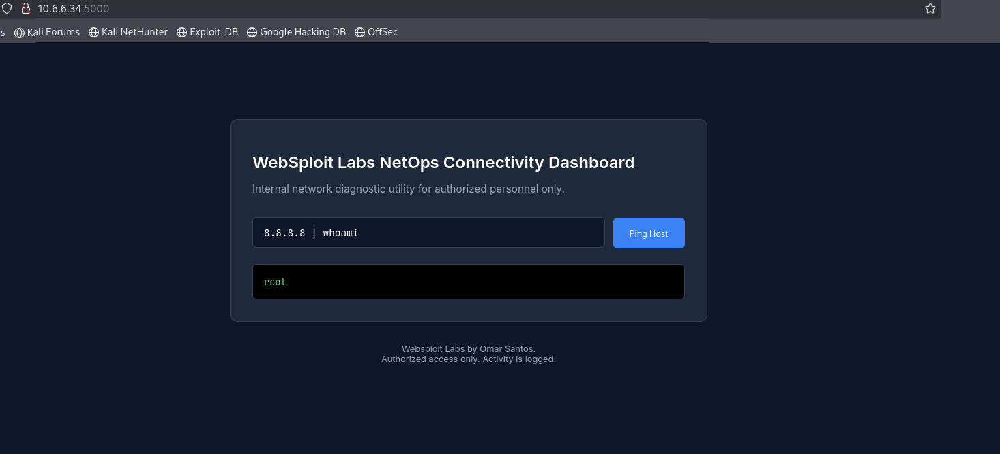 10.6.6.34:5000
s Kali Forums Kali NetHunter Exploit-DB Google Hacking DB OffSec
WebSploit Labs NetOps Connectivity Dashboard
Internal network diagnostic utility for authorized personnel only.
8.8.8.8 | whoami Ping Host
root
Websploit Labs by Omar Santos.
Authorized access only. Activity is logged.